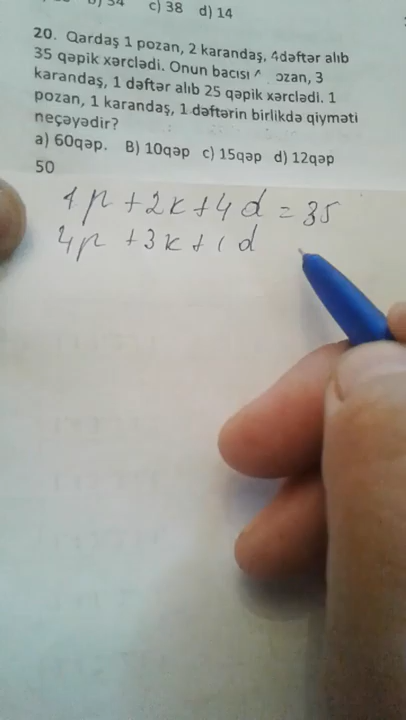 c) 38 d) 14
20. Qardaş 1 pozan, 2 karandaş, 4dəftər alıb
35 qəpik xərclədi. Onun bacısı ozan, 3
karandaş, 1 dəftər alıb 25 qəpik xərclədi. 1
pozan, 1 karandaş, 1 dəftərin birlikdə qiyməti
neçəyədir?
a) 60qəp. B) 10qəp c) 15qəp d) 12qəp
50
1p + 2k + 4d = 35
4p + 3k + 1d